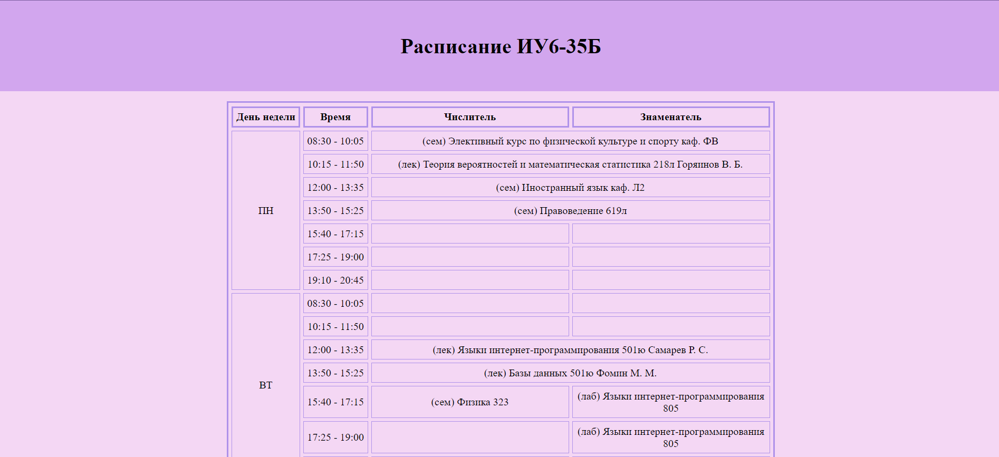 Расписание ИУ6-35Б
День недели Время Числитель Знаменатель
ПН
08:30 - 10:05 (сем) Элективный курс по физической культуре и спорту каф. ФВ
10:15 - 11:50 (лек) Теория вероятностей и математическая статистика 218л Горяинов В. Б.
12:00 - 13:35 (сем) Иностранный язык каф. Л2
13:50 - 15:25 (сем) Правоведение 619л
15:40 - 17:15
17:25 - 19:00
19:10 - 20:45
ВТ
08:30 - 10:05
10:15 - 11:50
12:00 - 13:35 (лек) Языки интернет-программирования 501ю Самарев Р. С.
13:50 - 15:25 (лек) Базы данных 501ю Фомин М. М.
15:40 - 17:15 (сем) Физика 323 (лаб) Языки интернет-программирования
805
17:25 - 19:00 (лаб) Языки интернет-программирования
805